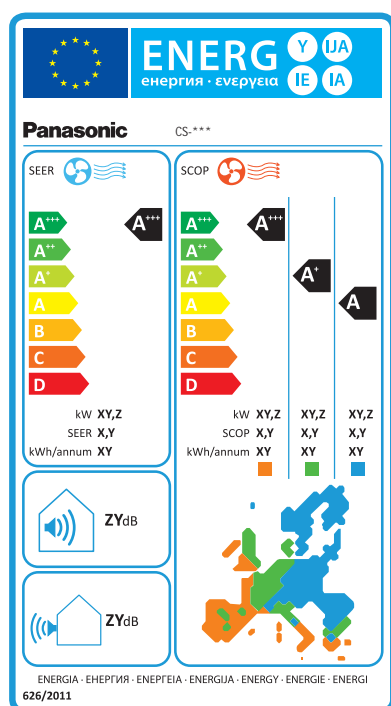 ENERG Y IJA
енергия · ενεργεια IE IA
Panasonic CS-***
SEER
A+++
A++
A+
A
B
C
D
A+++
kW XY,Z
SEER X,Y
kWh/annum XY
SCOP
A+++
A++
A+
A
B
C
D
A+++
A+
A
kW XY,Z XY,Z XY,Z
SCOP X,Y X,Y X,Y
kWh/annum XY XY XY
ZYdB
ZYdB
ENERGIA · ЕНЕРГИЯ · ΕΝΕΡΓΕΙΑ · ENERGIJA · ENERGY · ENERGIE · ENERGI
626/2011